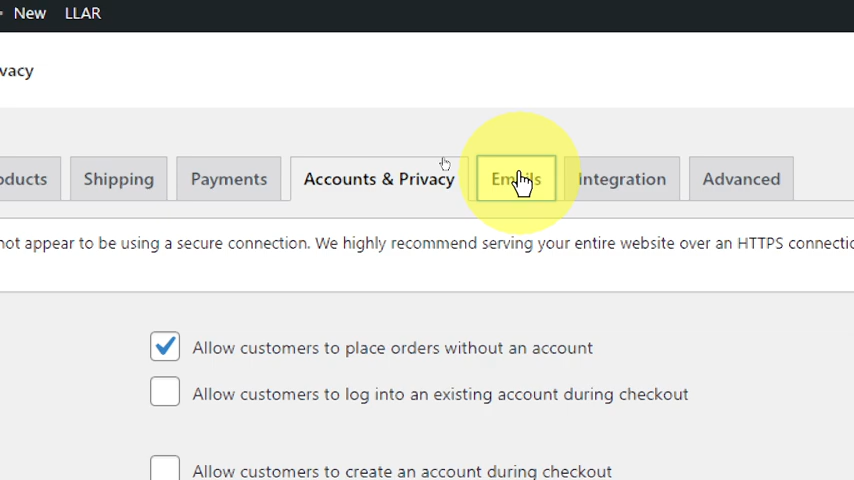 New LLAR
vacy
oducts Shipping Payments Accounts & Privacy Emails Integration Advanced
not appear to be using a secure connection. We highly recommend serving your entire website over an HTTPS connectio
Allow customers to place orders without an account
Allow customers to log into an existing account during checkout
Allow customers to create an account during checkout